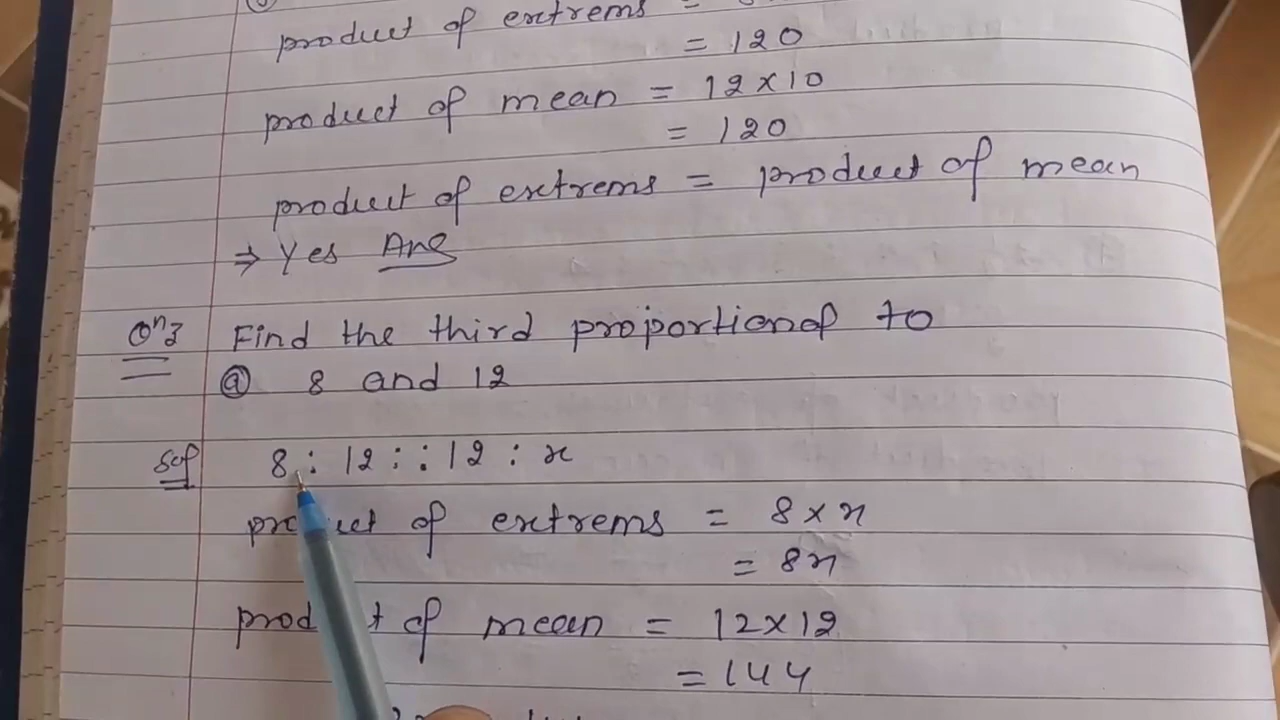 product of extrems =
= 120
product of mean = 12 x 10
= 120
product of extrems = product of mean
⇒ Yes Ans
Qn3 Find the third proportional to
ⓐ 8 and 12
Sol 8 : 12 : : 12 : x
product of extrems = 8 x x
= 8x
product of mean = 12 x 12
= 144